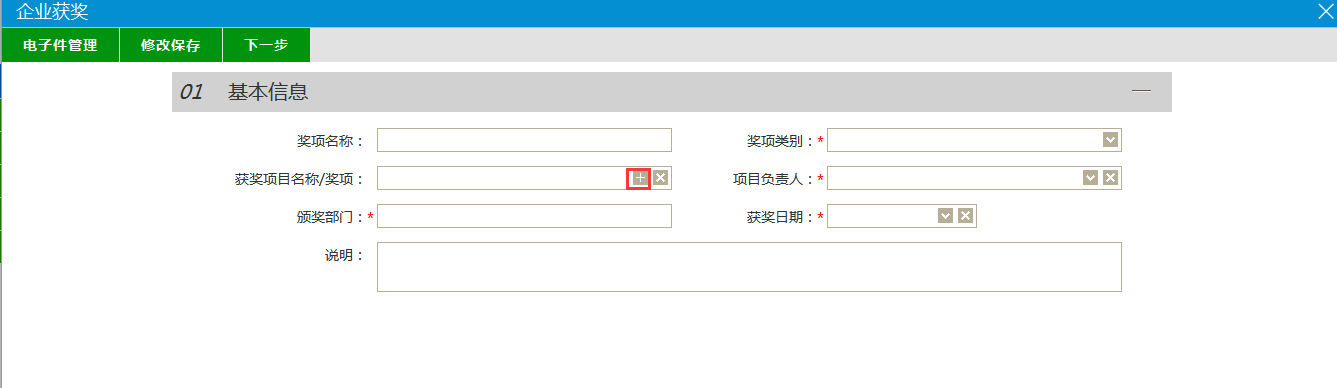 企业获奖
电子件管理 修改保存 下一步
01 基本信息
奖项名称： 奖项类别：*
获奖项目名称/奖项： 项目负责人：*
颁奖部门：* 获奖日期：*
说明：